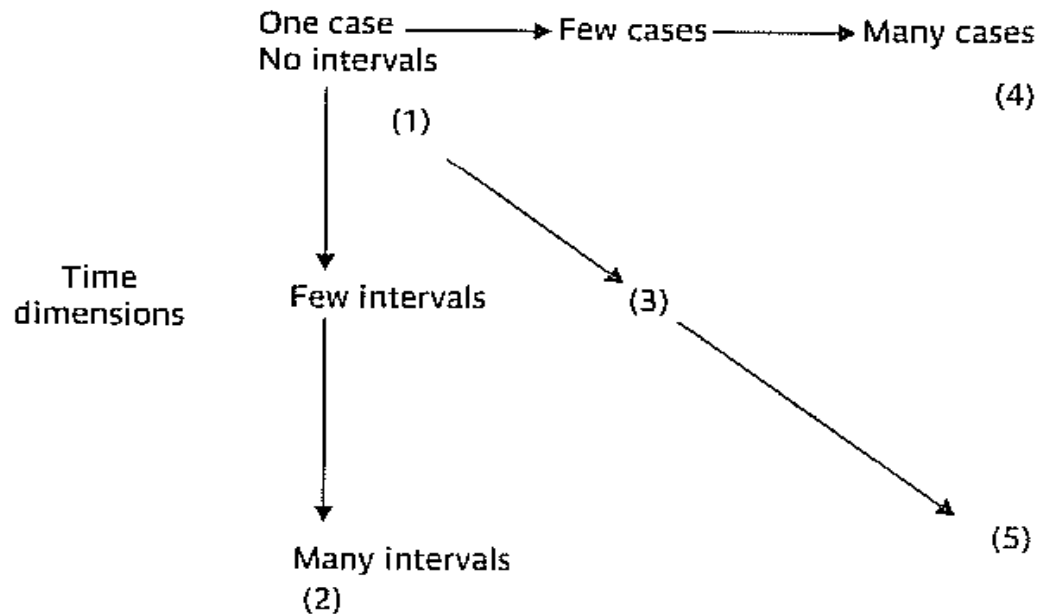 One case
No intervals
Few cases
Many cases
(4)
(1)
Time
dimensions
Few intervals
(3)
Many intervals
(2)
(5)